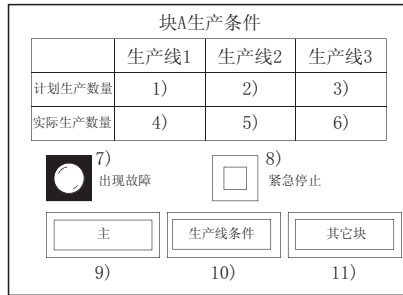 块A生产条件
生产线1 生产线2 生产线3
计划生产数量 1) 2) 3)
实际生产数量 4) 5) 6)
7) 8)
出现故障 紧急停止
主 生产线条件 其它块
9) 10) 11)